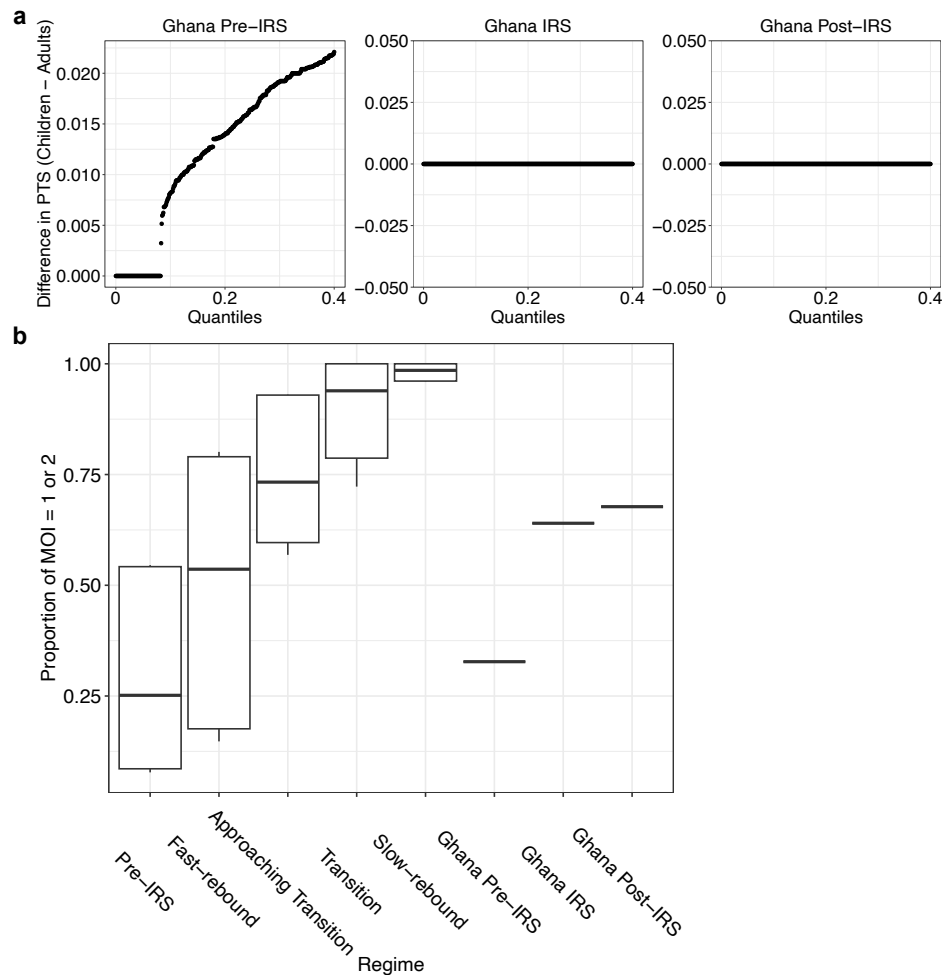 a
Ghana Pre−IRS
Ghana IRS
Ghana Post−IRS
Difference in PTS (Children − Adults)
0.020
0.015
0.010
0.005
0.000
0.050
0.025
0.000
−0.025
−0.050
0.050
0.025
0.000
−0.025
−0.050
0
0.2
0.4
0
0.2
0.4
0
0.2
0.4
Quantiles
Quantiles
Quantiles
b
Proportion of MOI = 1 or 2
1.00
0.75
0.50
0.25
Pre−IRS
Fast−rebound
Approaching Transition
Transition
Slow−rebound
Ghana Pre−IRS
Ghana IRS
Ghana Post−IRS
Regime